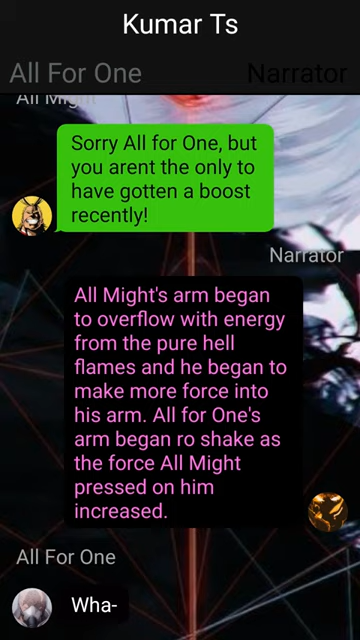 Kumar Ts
All For One
Narrator
All Might
Sorry All for One, but
you arent the only to
have gotten a boost
recently!
Narrator
All Might's arm began
to overflow with energy
from the pure hell
flames and he began to
make more force into
his arm. All for One's
arm began ro shake as
the force All Might
pressed on him
increased.
All For One
Wha-